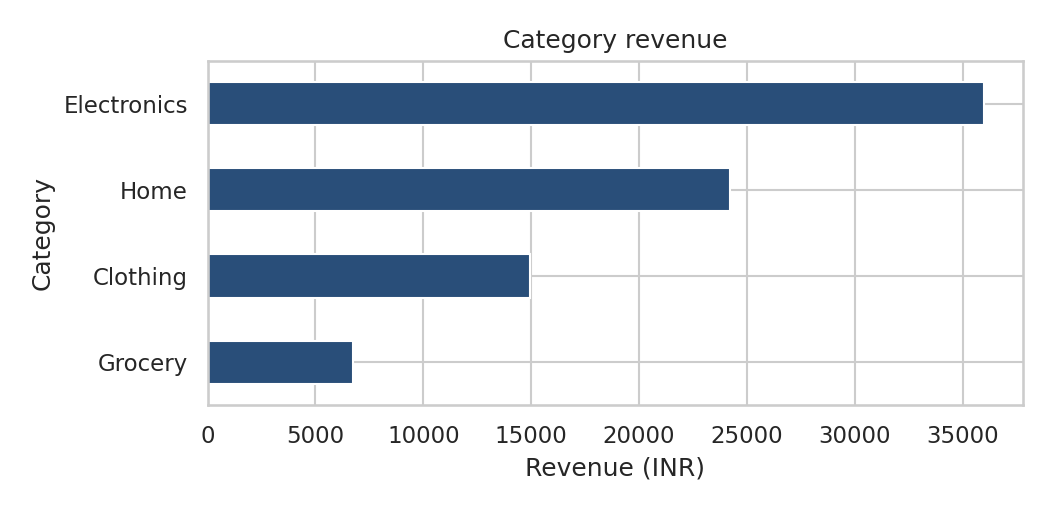 Category revenue
Electronics
Home
Clothing
Grocery
Category
0 5000 10000 15000 20000 25000 30000 35000
Revenue (INR)